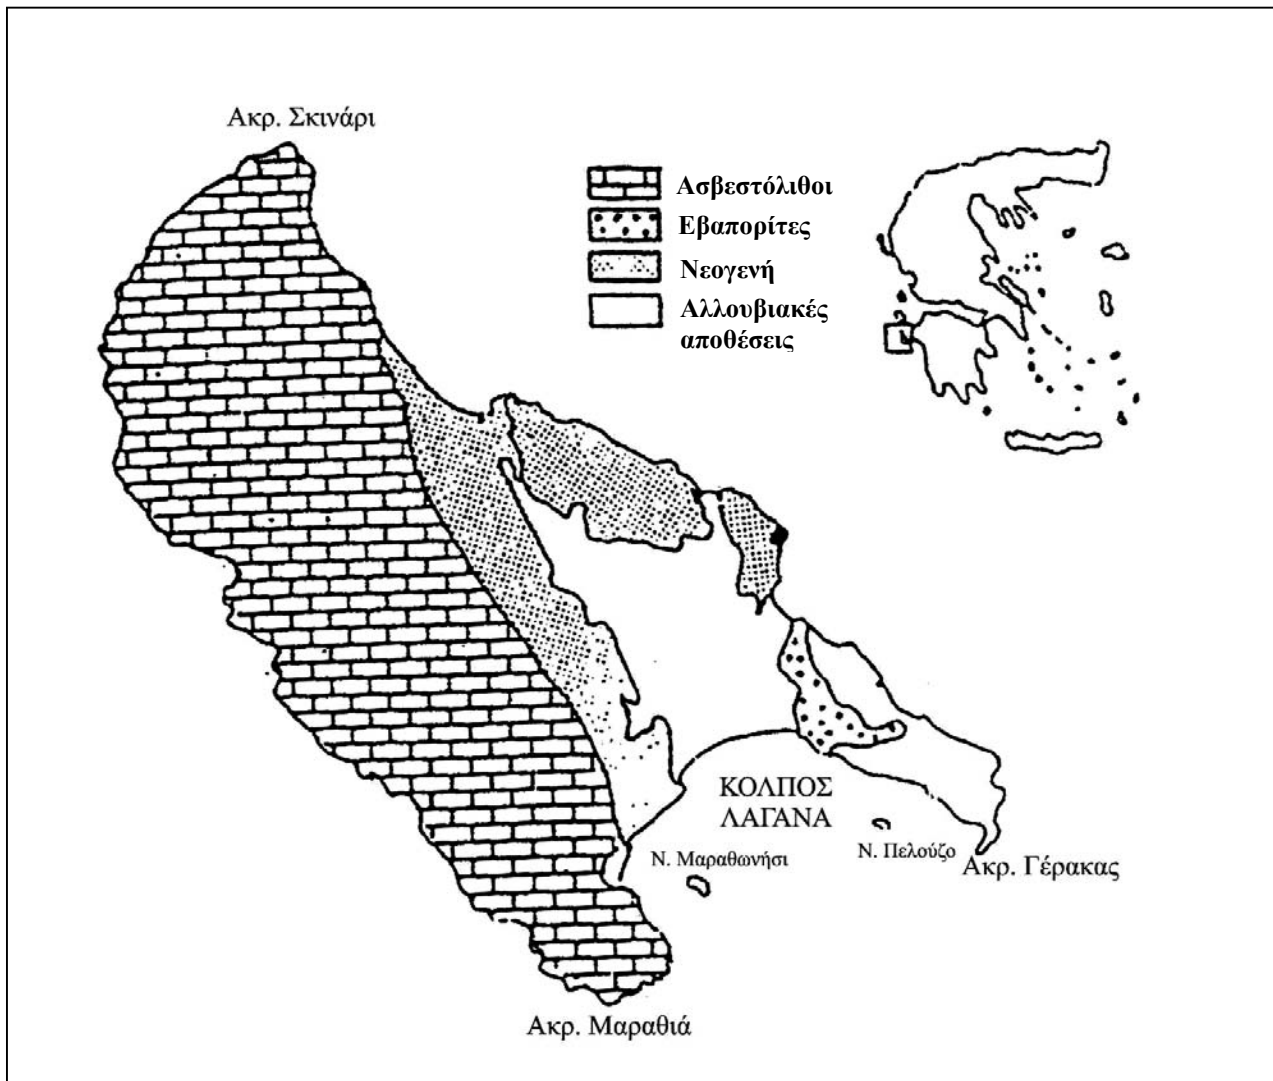 Ακρ. Σκινάρι
Ασβεστόλιθοι
Εβαπορίτες
Νεογενή
Αλλουβιακές
αποθέσεις
ΚΟΛΠΟΣ
ΛΑΓΑΝΑ
Ν. Μαραθωνήσι
Ν. Πελούζο
Ακρ. Γέρακας
Ακρ. Μαραθιά